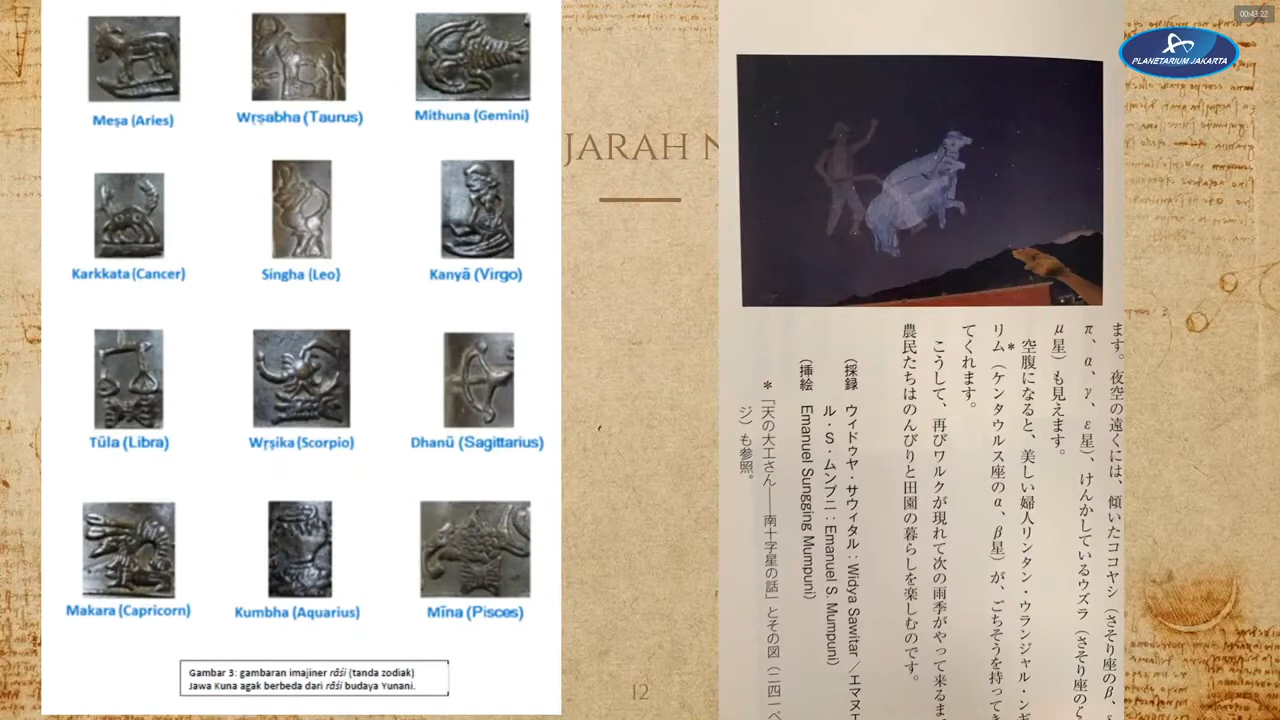 00:43:22
PLANETARIUM JAKARTA
JARAH N
Meṣa (Aries)
Wṛṣabha (Taurus)
Mithuna (Gemini)
Karkkata (Cancer)
Singha (Leo}
Kanyā (Virgo)
Tūla (Libra)
Wṛṣika (Scorpio)
Dhanū (Sagittarius)
Makara (Capricorn)
Kumbha (Aquarius)
Mīna (Pisces)
Gambar 3: gambaran imajiner rāśi (tanda zodiak)
Jawa Kuna agak berbeda dari rāśi budaya Yunani.
12
ます。夜空の遠くには、傾いたココヤシ（さそり座のβ、
π、α、γ、ε星）、けんかしているウズラ（さそり座のζ
μ星）も見えます。
空腹になると、美しい婦人リンタン・ウランジャル・ンギ
リム＊（ケンタウルス座のα、β星）が、ごちそうを持って
てくれます。
こうして、再びワルクが現れて次の雨季がやって来るま
農民たちはのんびりと田園の暮らしを楽しむのです。
（採録 ウィドゥヤ・サウィタル：Widya Sawitar／エマヌエ
ル・S・ムンプニ：Emanuel S. Mumpuni）
（挿絵 Emanuel Sungging Mumpuni）
＊「天の大工さん――南十字星の話」とその図（二四一ペ
ジ）も参照。